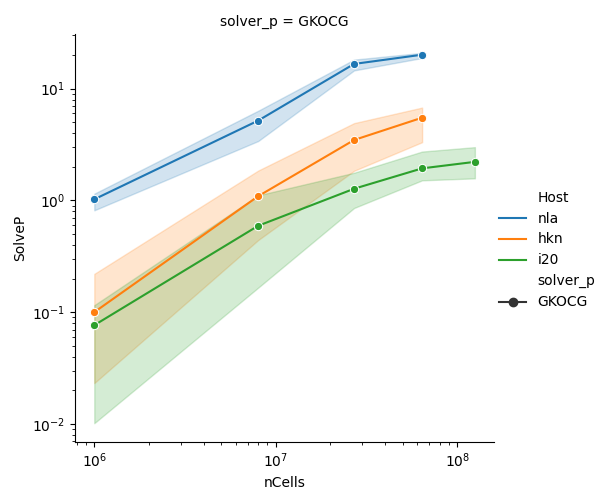 solver_p = GKOCG
10^1
10^0
10^-1
10^-2
SolveP
10^6
10^7
10^8
nCells
Host
nla
hkn
i20
solver_p
GKOCG